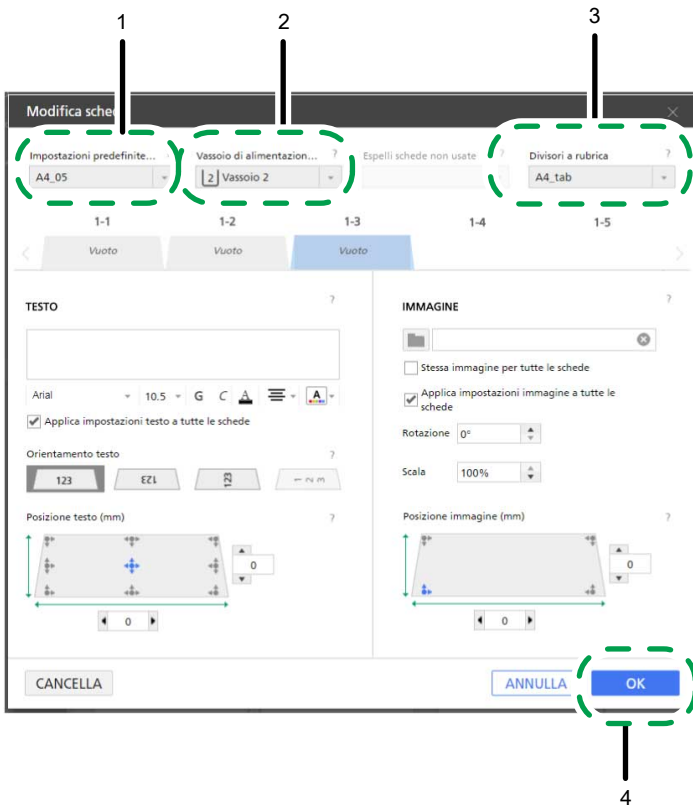 1
2
3
Modifica sche
Impostazioni predefinite...
Vassoio di alimentazion... ?
Espelli schede non usate ?
Divisori a rubrica ?
A4_05
2 Vassoio 2
A4_tab
1-1 1-2 1-3 1-4 1-5
Vuoto Vuoto Vuoto
TESTO ?
Arial 10.5 G C A A
Applica impostazioni testo a tutte le schede
Orientamento testo ?
123 123 123 1 2 3
Posizione testo (mm) ?
0
0
IMMAGINE ?
Stessa immagine per tutte le schede
Applica impostazioni immagine a tutte le
schede
Rotazione 0°
Scala 100%
Posizione immagine (mm) ?
0
0
CANCELLA
ANNULLA
OK
4